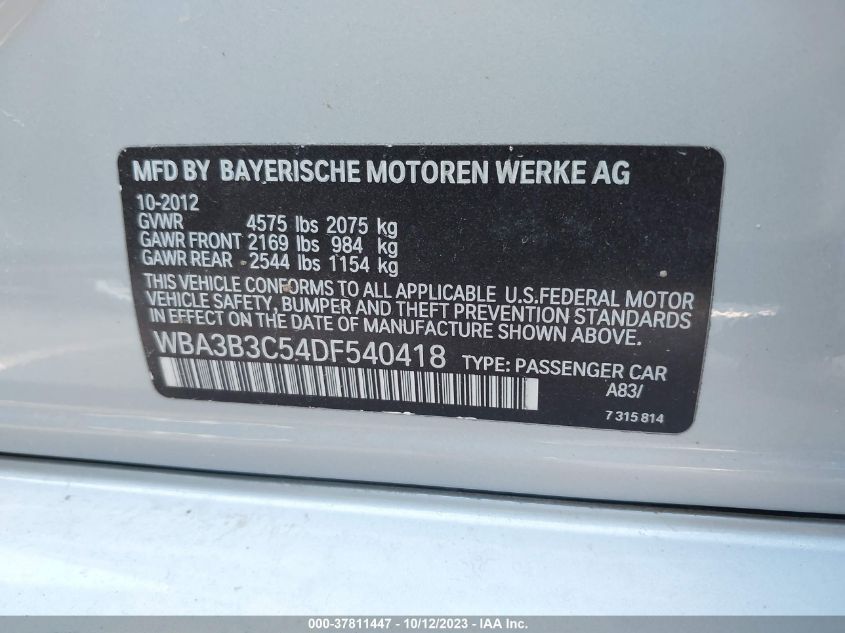 MFD BY BAYERISCHE MOTOREN WERKE AG
10-2012
GVWR 4575 lbs 2075 kg
GAWR FRONT 2169 lbs 984 kg
GAWR REAR 2544 lbs 1154 kg
THIS VEHICLE CONFORMS TO ALL APPLICABLE U.S.FEDERAL MOTOR
VEHICLE SAFETY, BUMPER AND THEFT PREVENTION STANDARDS
IN EFFECT ON THE DATE OF MANUFACTURE SHOWN ABOVE.
WBA3B3C54DF540418 TYPE: PASSENGER CAR
A83/
7 315 814
000-37811447 - 10/12/2023 - IAA Inc.